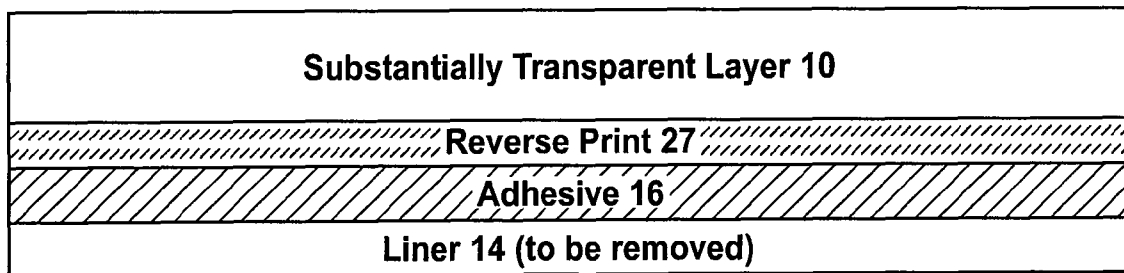 Substantially Transparent Layer 10
Reverse Print 27
Adhesive 16
Liner 14 (to be removed)